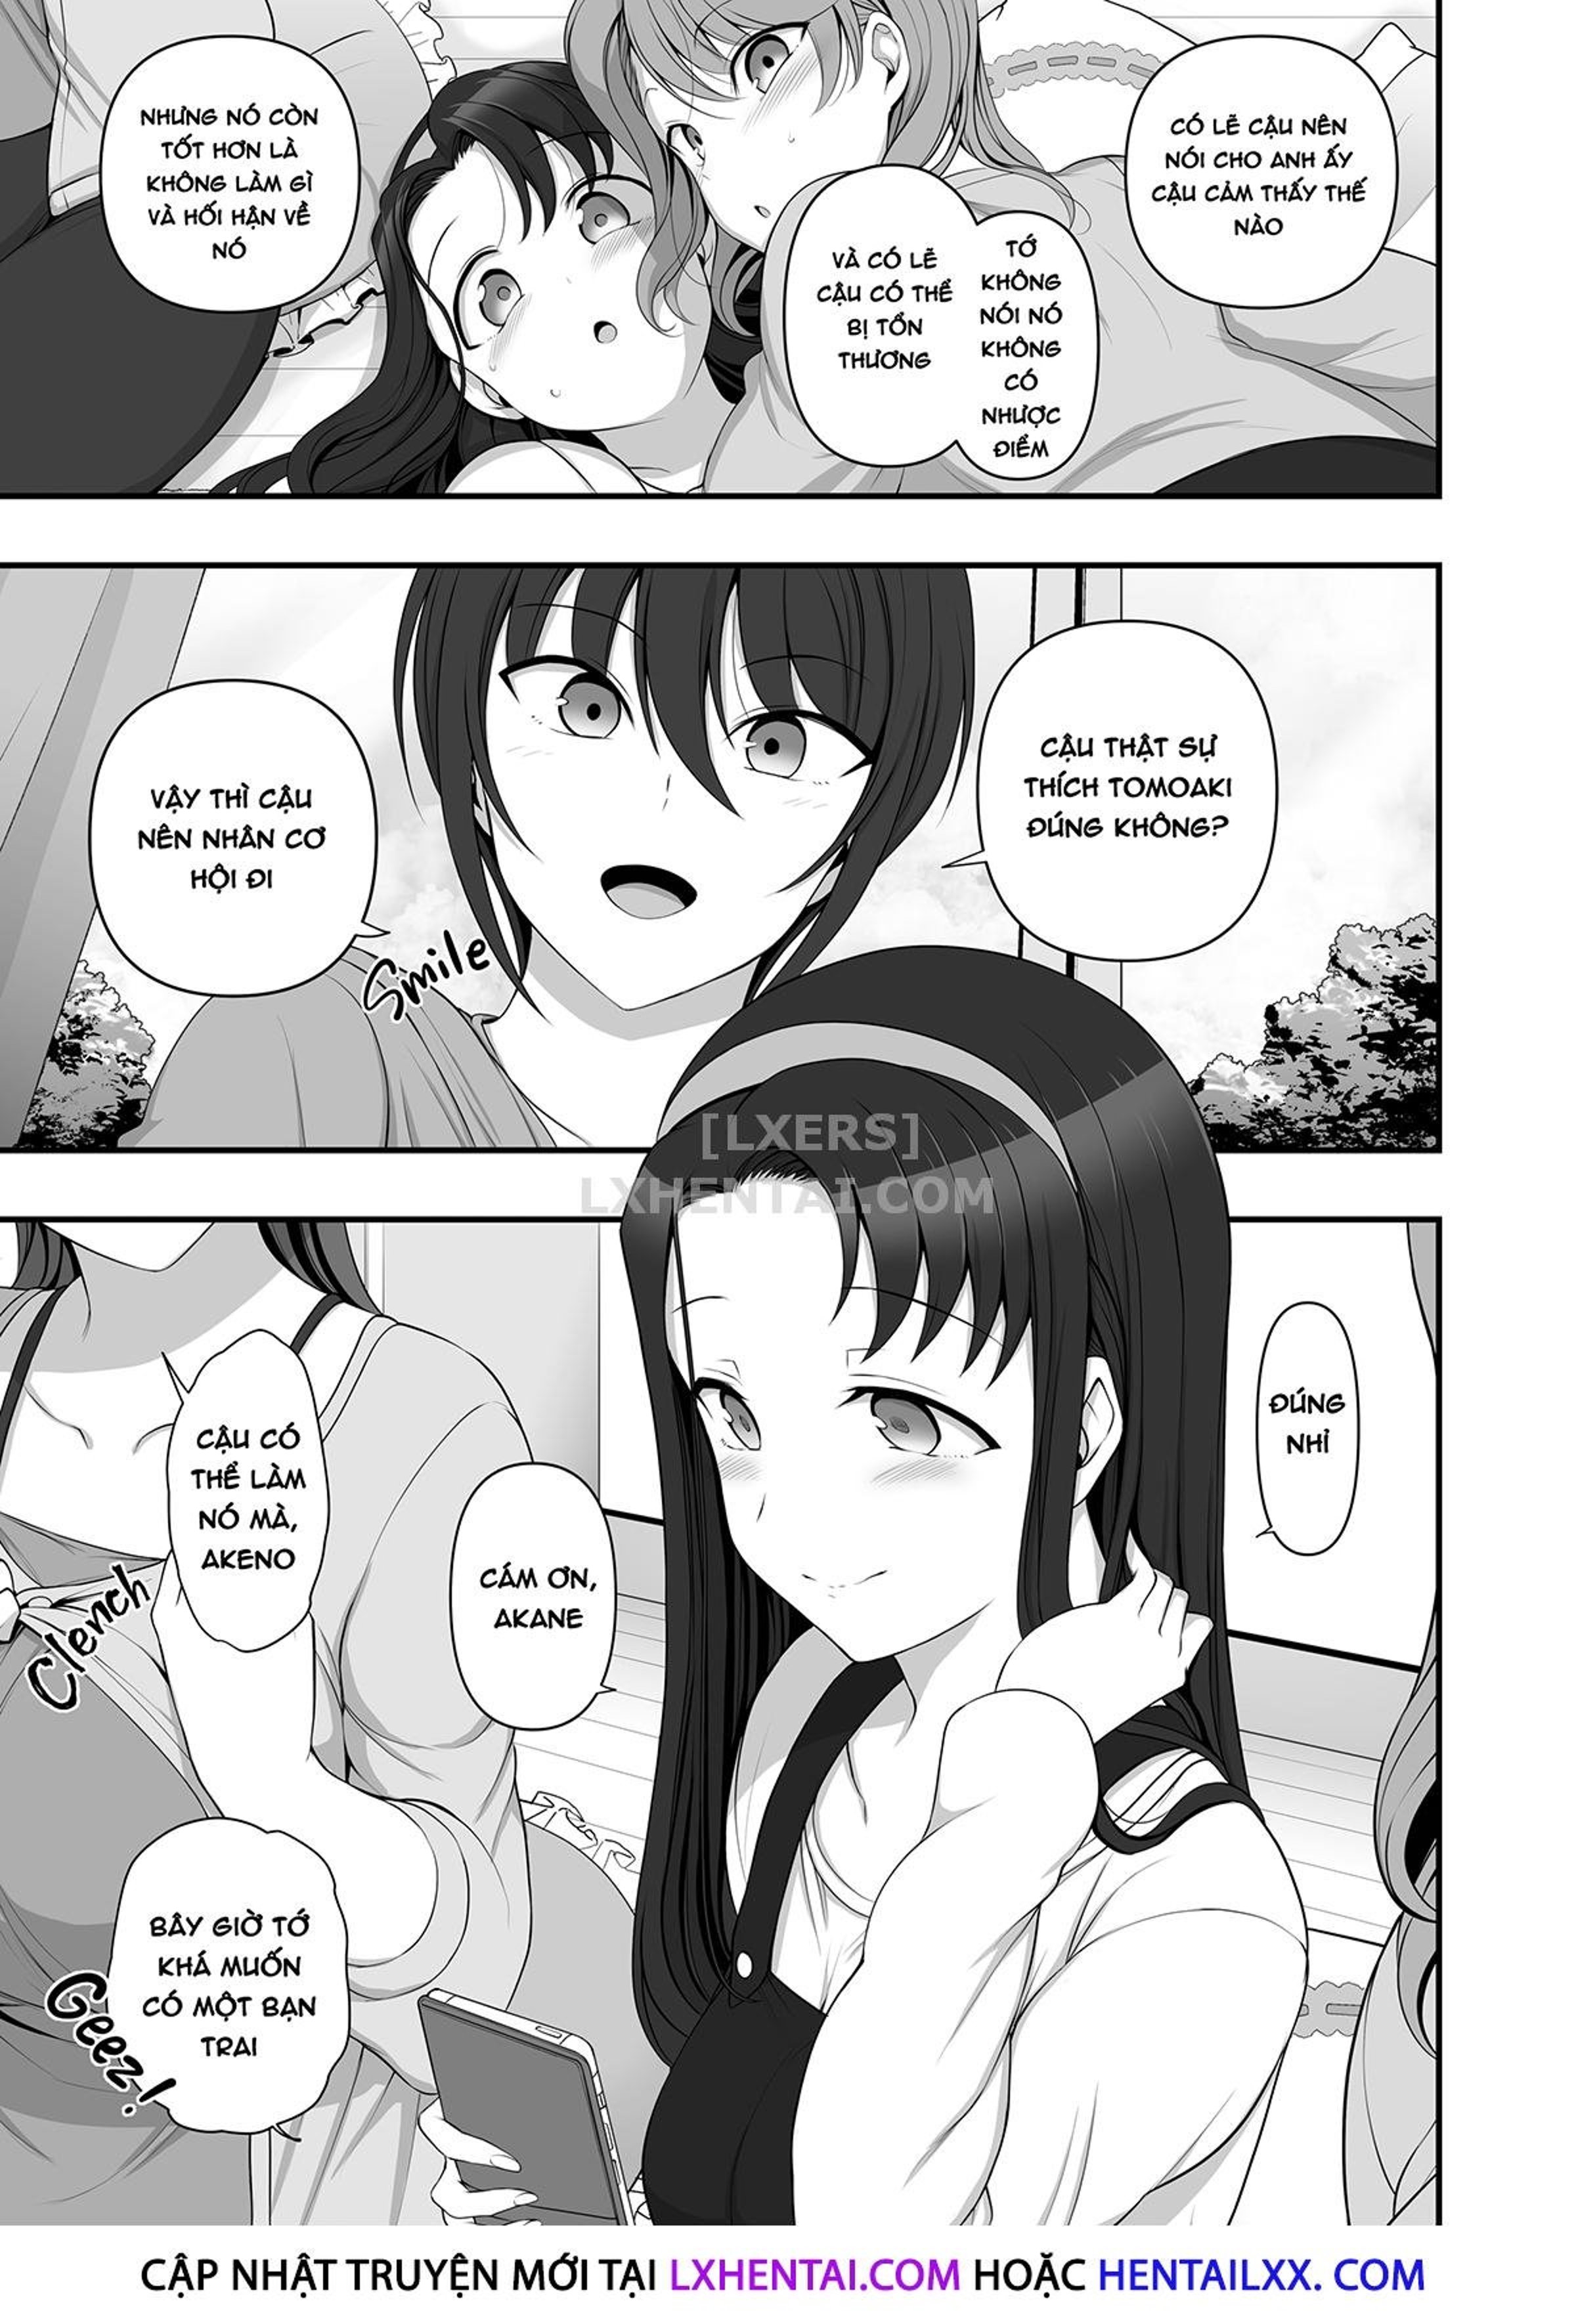 CÓ LẼ CẬU NÊN
NÓI CHO ANH ẤY
CẬU CẢM THẤY THẾ
NÀO
TỚ
KHÔNG
NÓI NÓ
KHÔNG
CÓ
NHƯỢC
ĐIỂM
VÀ CÓ LẼ
CẬU CÓ THỂ
BỊ TỔN
THƯƠNG
NHƯNG NÓ CÒN
TỐT HƠN LÀ
KHÔNG LÀM GÌ
VÀ HỐI HẬN VỀ
NÓ
CẬU THẬT SỰ
THÍCH TOMOAKI
ĐÚNG KHÔNG?
VẬY THÌ CẬU
NÊN NHÂN CƠ
HỘI ĐI
Smile
[LXERS]
LXHENTAI.COM
ĐÚNG
NHỈ
CÁM ƠN,
AKANE
CẬU CÓ
THỂ LÀM
NÓ MÀ,
AKENO
Clench
BÂY GIỜ TỚ
KHÁ MUỐN
CÓ MỘT BẠN
TRAI
Geez!
CẬP NHẬT TRUYỆN MỚI TẠI LXHENTAI.COM HOẶC HENTAILXX. COM